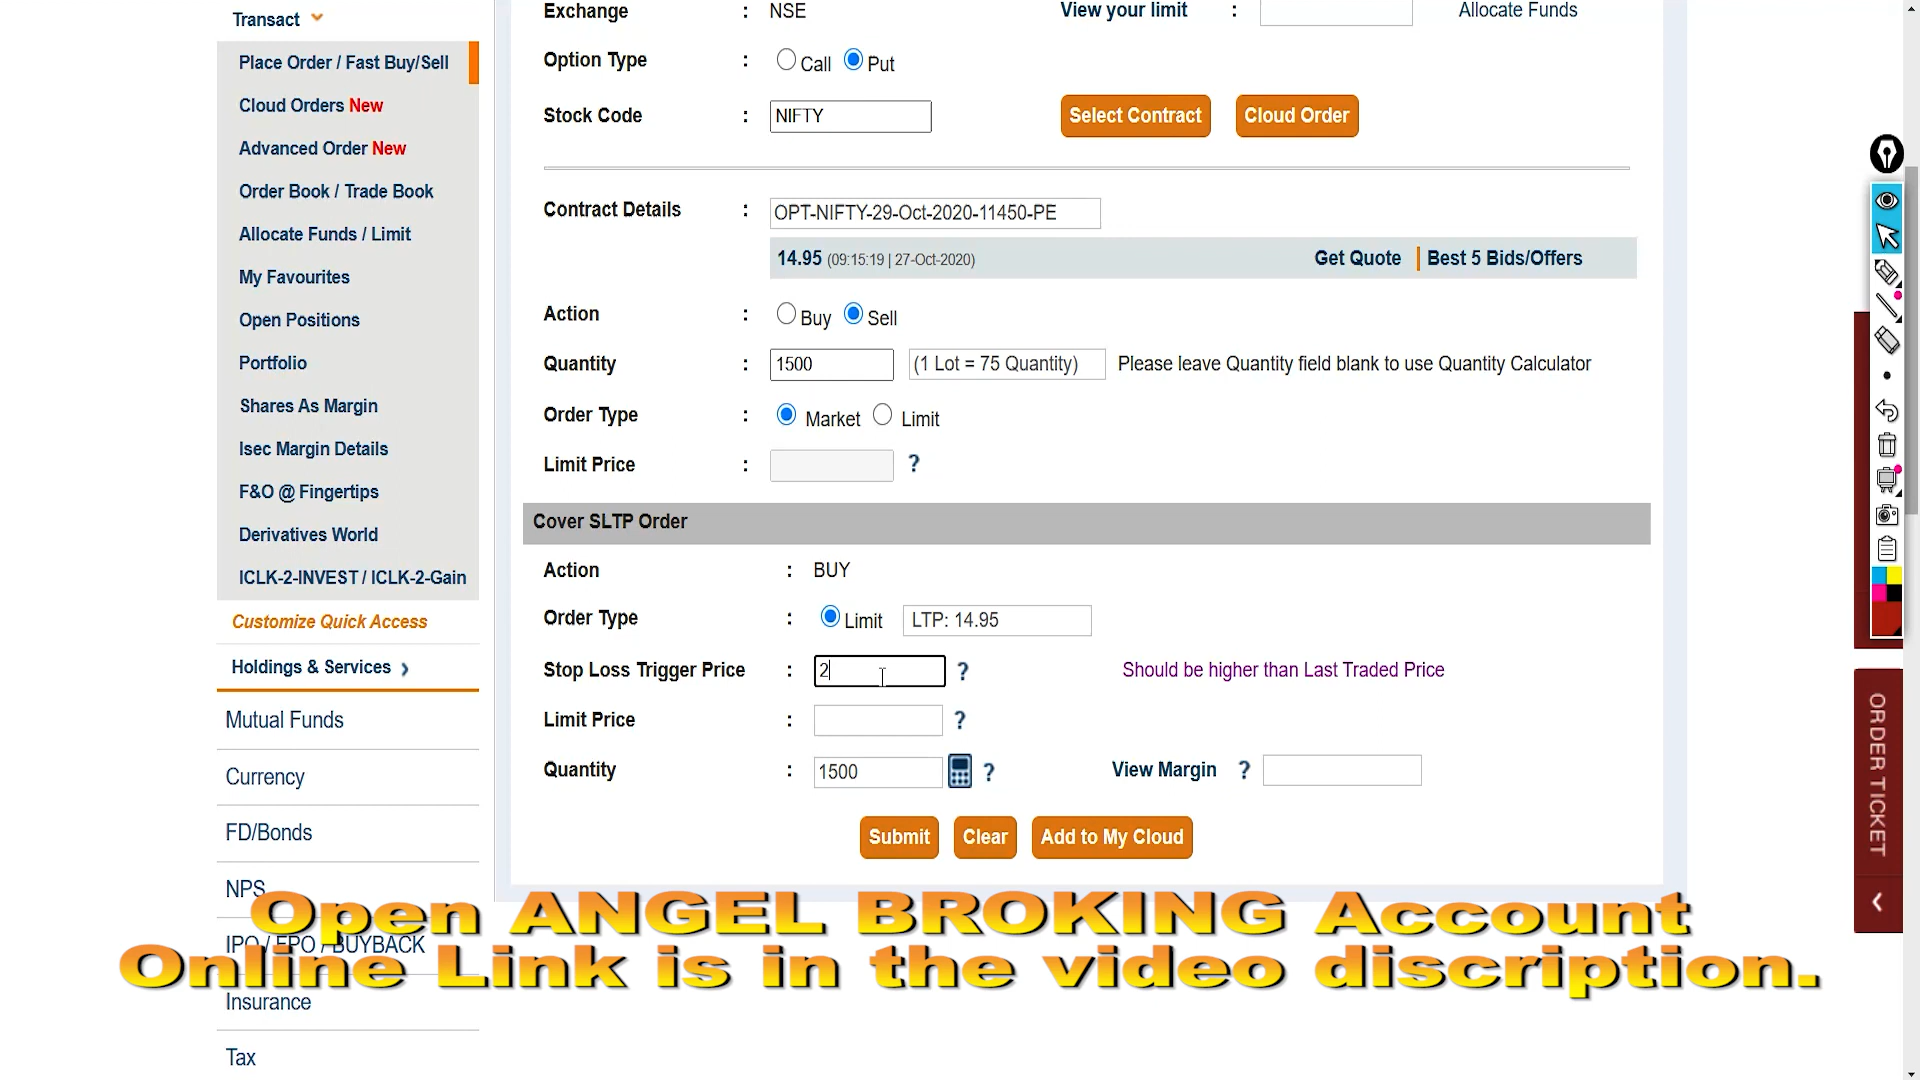 Transact
Place Order / Fast Buy/Sell
Cloud Orders New
Advanced Order New
Order Book / Trade Book
Allocate Funds / Limit
My Favourites
Open Positions
Portfolio
Shares As Margin
Isec Margin Details
F&O @ Fingertips
Derivatives World
ICLK-2-INVEST / ICLK-2-Gain
Customize Quick Access
Holdings & Services
Mutual Funds
Currency
FD/Bonds
NPS
IPO / FPO / BUYBACK
Insurance
Tax
Exchange : NSE View your limit : Allocate Funds
Option Type : Call Put
Stock Code : NIFTY Select Contract Cloud Order
Contract Details : OPT-NIFTY-29-Oct-2020-11450-PE
14.95 (09:15:19 | 27-Oct-2020) Get Quote Best 5 Bids/Offers
Action : Buy Sell
Quantity : 1500 (1 Lot = 75 Quantity) Please leave Quantity field blank to use Quantity Calculator
Order Type : Market Limit
Limit Price : ?
Cover SLTP Order
Action : BUY
Order Type : Limit LTP: 14.95
Stop Loss Trigger Price : 2 ? Should be higher than Last Traded Price
Limit Price : ?
Quantity : 1500 ? View Margin ?
Submit Clear Add to My Cloud
ORDER TICKET
Open ANGEL BROKING Account
Online Link is in the video discription.